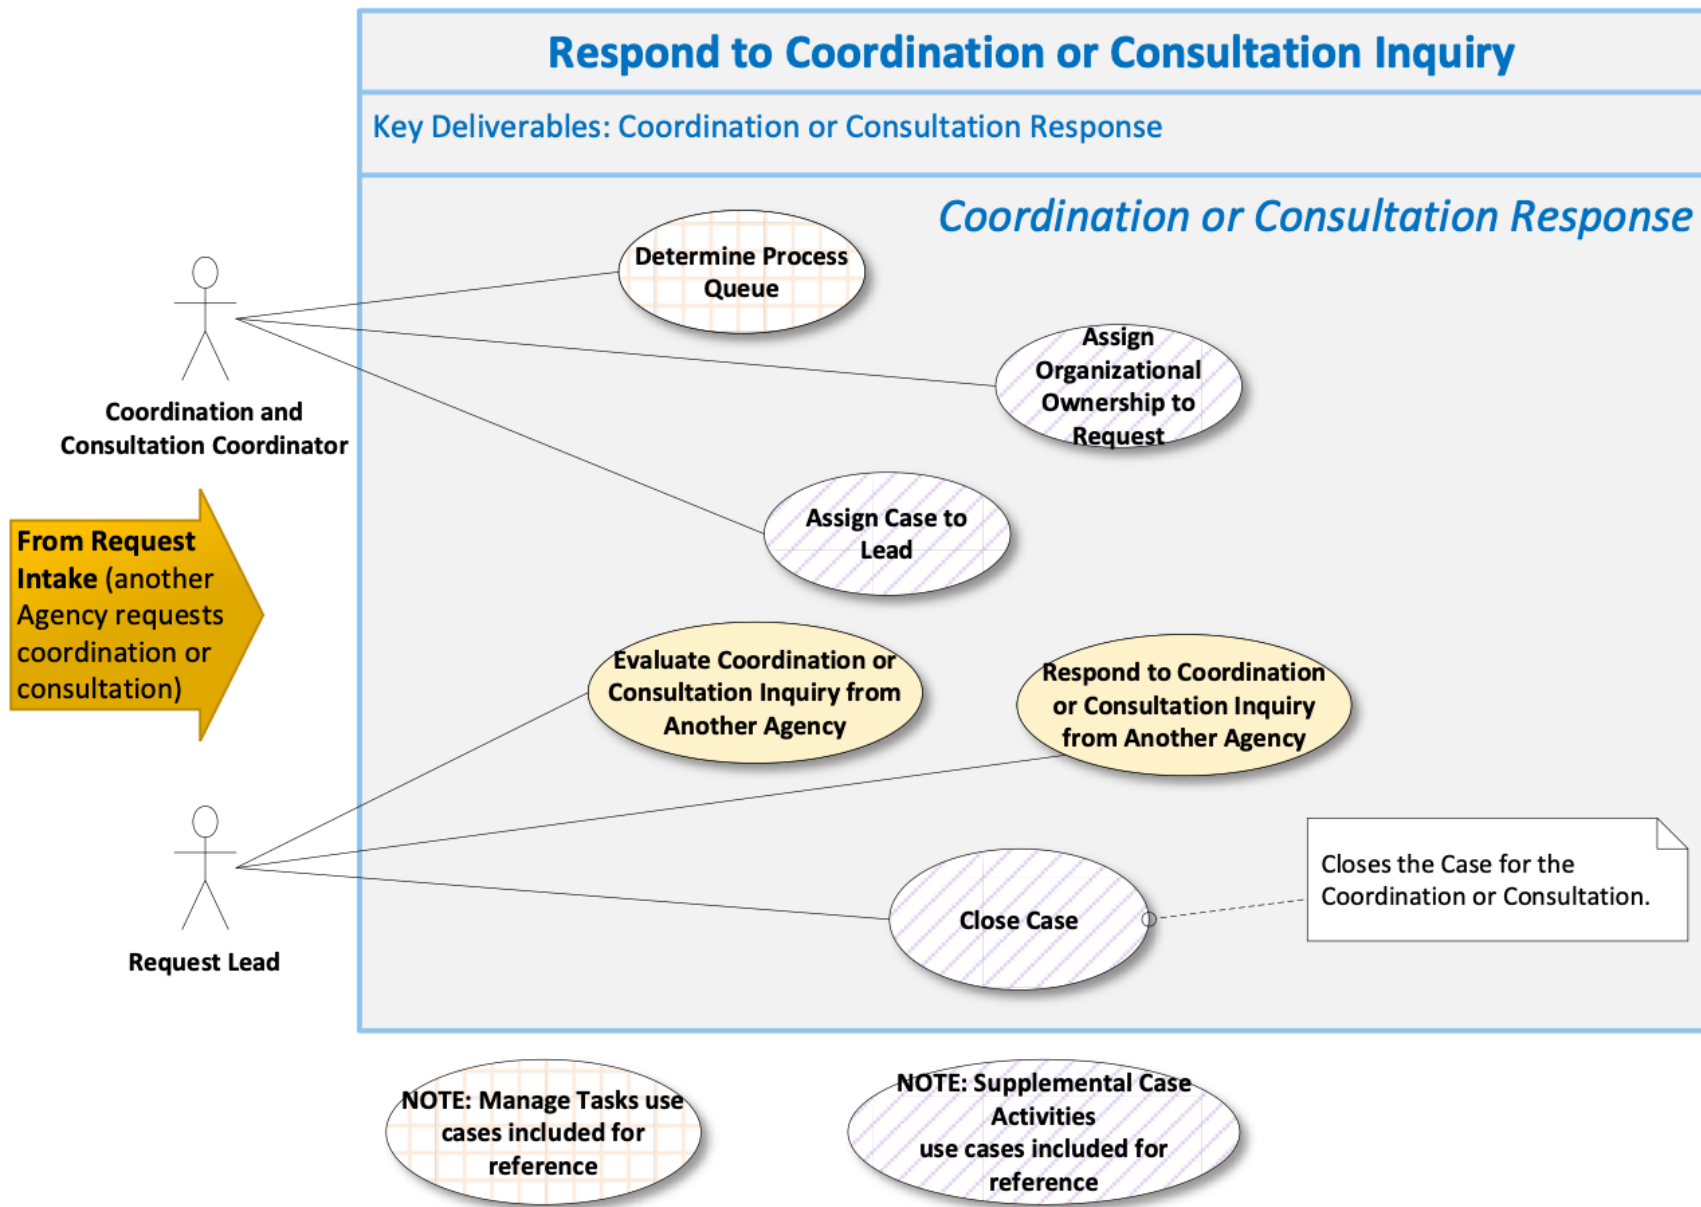 Respond to Coordination or Consultation Inquiry
Key Deliverables: Coordination or Consultation Response
Coordination or Consultation Response
Determine Process
Queue
Assign
Organizational
Ownership to
Request
Coordination and
Consultation Coordinator
Assign Case to
Lead
From Request
Intake (another
Agency requests
coordination or
consultation)
Evaluate Coordination or
Consultation Inquiry from
Another Agency
Respond to Coordination
or Consultation Inquiry
from Another Agency
Request Lead
Close Case
Closes the Case for the
Coordination or Consultation.
NOTE: Manage Tasks use
cases included for
reference
NOTE: Supplemental Case
Activities
use cases included for
reference